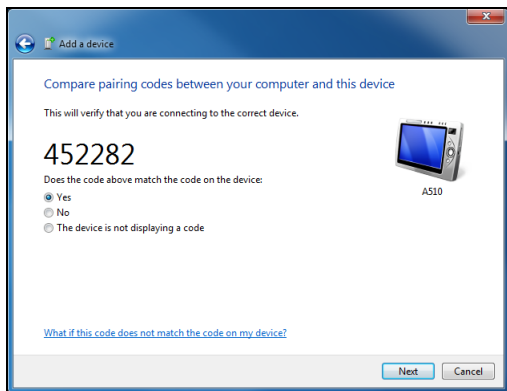 Add a device
Compare pairing codes between your computer and this device
This will verify that you are connecting to the correct device.
452282
Does the code above match the code on the device:
Yes
No
The device is not displaying a code
A510
What if this code does not match the code on my device?
Next
Cancel